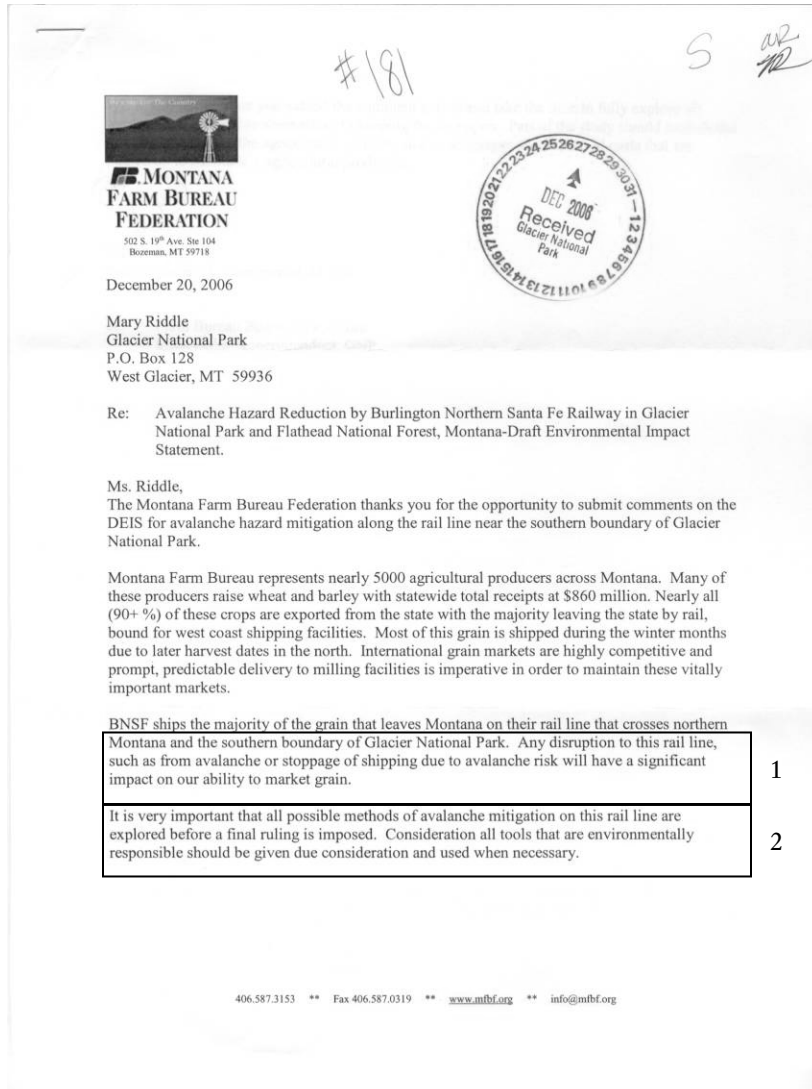 #181
S
MONTANA
FARM BUREAU
FEDERATION
502 S. 19th Ave. Ste 104
Bozeman, MT 59718
16171819202122232425262728293031-123456789101112131415
DEC 2006
Received
Glacier National
Park
December 20, 2006
Mary Riddle
Glacier National Park
P.O. Box 128
West Glacier, MT 59936
Re: Avalanche Hazard Reduction by Burlington Northern Santa Fe Railway in Glacier
National Park and Flathead National Forest, Montana-Draft Environmental Impact
Statement.
Ms. Riddle,
The Montana Farm Bureau Federation thanks you for the opportunity to submit comments on the
DEIS for avalanche hazard mitigation along the rail line near the southern boundary of Glacier
National Park.
Montana Farm Bureau represents nearly 5000 agricultural producers across Montana. Many of
these producers raise wheat and barley with statewide total receipts at $860 million. Nearly all
(90+ %) of these crops are exported from the state with the majority leaving the state by rail,
bound for west coast shipping facilities. Most of this grain is shipped during the winter months
due to later harvest dates in the north. International grain markets are highly competitive and
prompt, predictable delivery to milling facilities is imperative in order to maintain these vitally
important markets.
BNSF ships the majority of the grain that leaves Montana on their rail line that crosses northern
Montana and the southern boundary of Glacier National Park. Any disruption to this rail line,
such as from avalanche or stoppage of shipping due to avalanche risk will have a significant
impact on our ability to market grain.
1
It is very important that all possible methods of avalanche mitigation on this rail line are
explored before a final ruling is imposed. Consideration all tools that are environmentally
responsible should be given due consideration and used when necessary.
2
406.587.3153 ** Fax 406.587.0319 ** www.mfbf.org ** info@mfbf.org